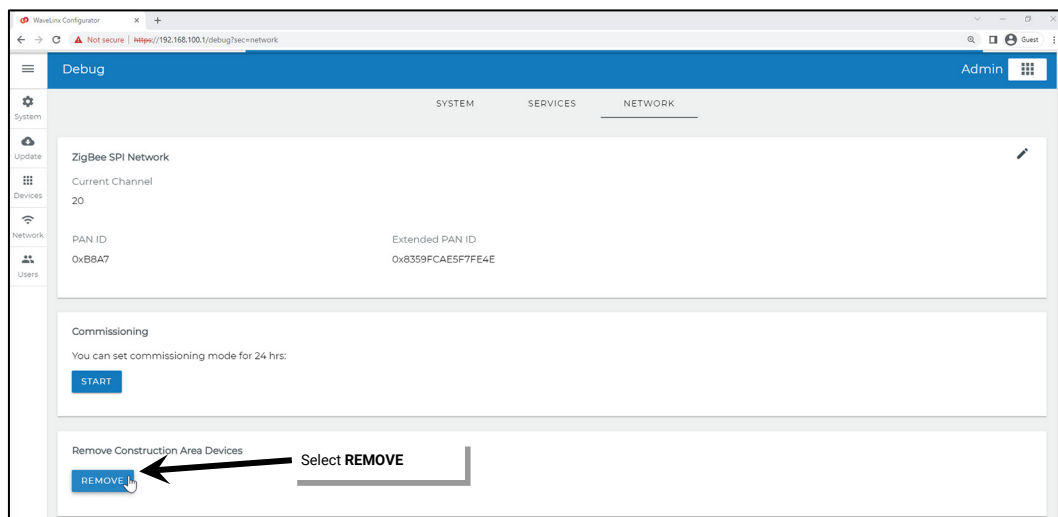 WaveLinx Configurator
Not secure | https://192.168.100.1/debug?sec=network
Guest
Debug
Admin
System
Update
Devices
Network
Users
SYSTEM SERVICES NETWORK
ZigBee SPI Network
Current Channel
20
PAN ID Extended PAN ID
0xB8A7 0x8359FCAE5F7FE4E
Commissioning
You can set commissioning mode for 24 hrs:
START
Remove Construction Area Devices
REMOVE
Select REMOVE